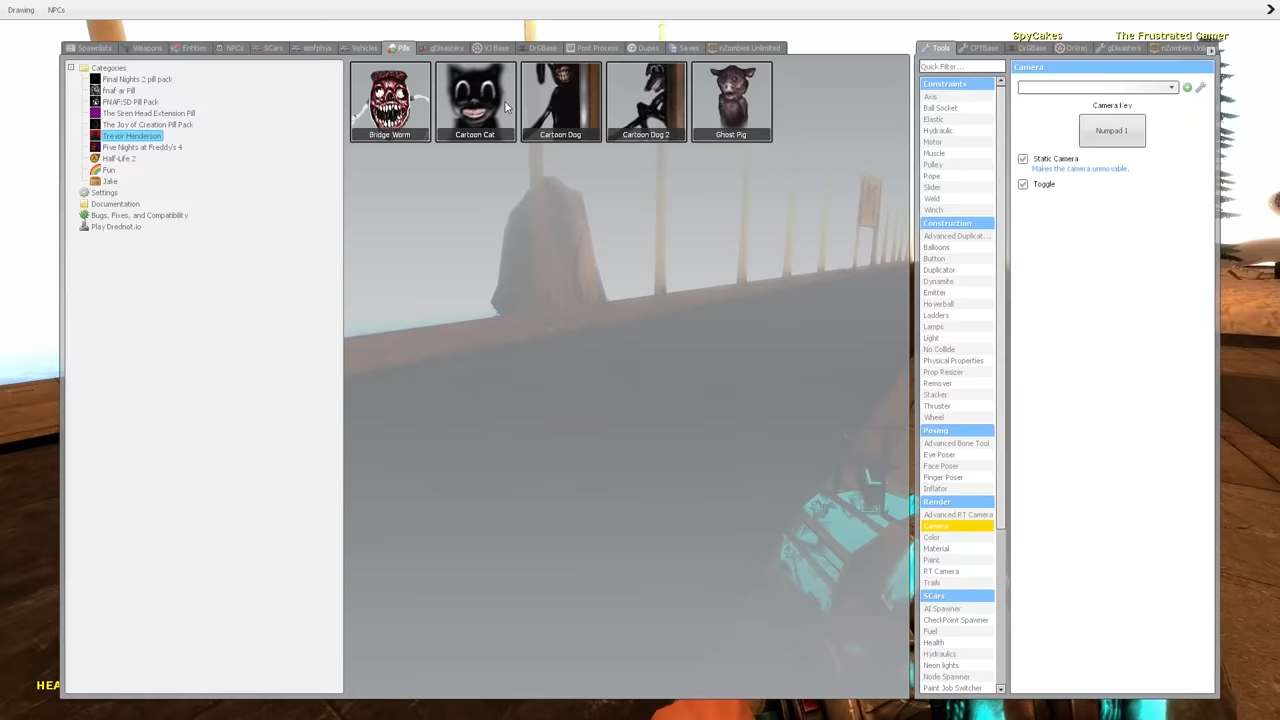 Drawing NPCs
SpyCakes The Frustrated Gamer
Spawnlists Weapons Entities NPCs SCars simfphys Vehicles Pills gDisasters VJ Base DrGBase Post Process Dupes Saves nZombies Unlimited
Tools CPTBase DrGBase DrVrej gDisasters nZombies Unli
Categories
Final Nights 2 pill pack
fnaf ar Pill
FNAF:SD Pill Pack
The Siren Head Extension Pill
The Joy of Creation Pill Pack
Trevor Henderson
Five Nights at Freddy's 4
Half-Life 2
Fun
Jake
Settings
Documentation
Bugs, Fixes, and Compatibility
Play Drednot.io
Bridge Worm
Cartoon Cat
Cartoon Dog
Cartoon Dog 2
Ghost Pig
Quick Filter...
Constraints
Axis
Ball Socket
Elastic
Hydraulic
Motor
Muscle
Pulley
Rope
Slider
Weld
Winch
Construction
Advanced Duplicat...
Balloons
Button
Duplicator
Dynamite
Emitter
Hoverball
Ladders
Lamps
Light
No Collide
Physical Properties
Prop Resizer
Remover
Stacker
Thruster
Wheel
Posing
Advanced Bone Tool
Eye Poser
Face Poser
Finger Poser
Inflator
Render
Advanced RT Camera
Camera
Color
Material
Paint
RT Camera
Trails
SCars
AI Spawner
CheckPoint Spawner
Fuel
Health
Hydraulics
Neon lights
Node Spawner
Paint Job Switcher
Camera
Camera Key
Numpad 1
Static Camera
Makes the camera unmovable.
Toggle
HEA